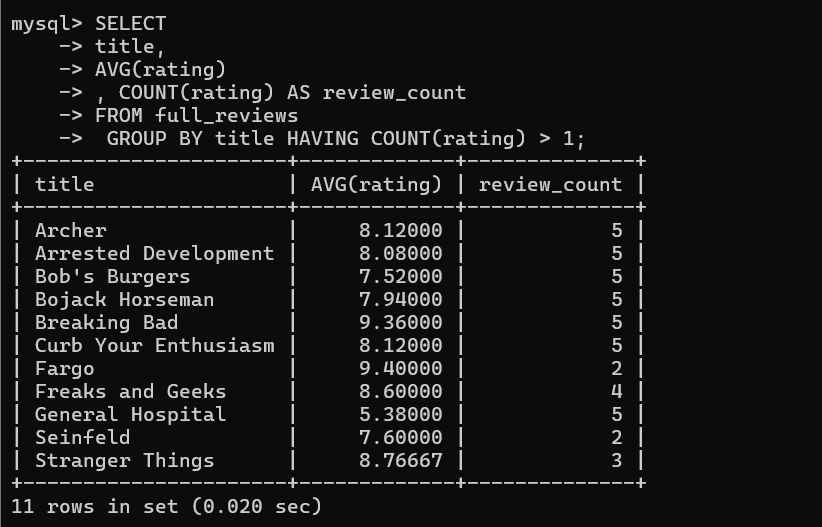 mysql> SELECT
    -> title,
    -> AVG(rating)
    -> , COUNT(rating) AS review_count
    -> FROM full_reviews
    ->  GROUP BY title HAVING COUNT(rating) > 1;
+----------------------+-------------+--------------+
| title                | AVG(rating) | review_count |
+----------------------+-------------+--------------+
| Archer               |     8.12000 |            5 |
| Arrested Development |     8.08000 |            5 |
| Bob's Burgers        |     7.52000 |            5 |
| Bojack Horseman      |     7.94000 |            5 |
| Breaking Bad         |     9.36000 |            5 |
| Curb Your Enthusiasm |     8.12000 |            5 |
| Fargo                |     9.40000 |            2 |
| Freaks and Geeks     |     8.60000 |            4 |
| General Hospital     |     5.38000 |            5 |
| Seinfeld             |     7.60000 |            2 |
| Stranger Things      |     8.76667 |            3 |
+----------------------+-------------+--------------+
11 rows in set (0.020 sec)